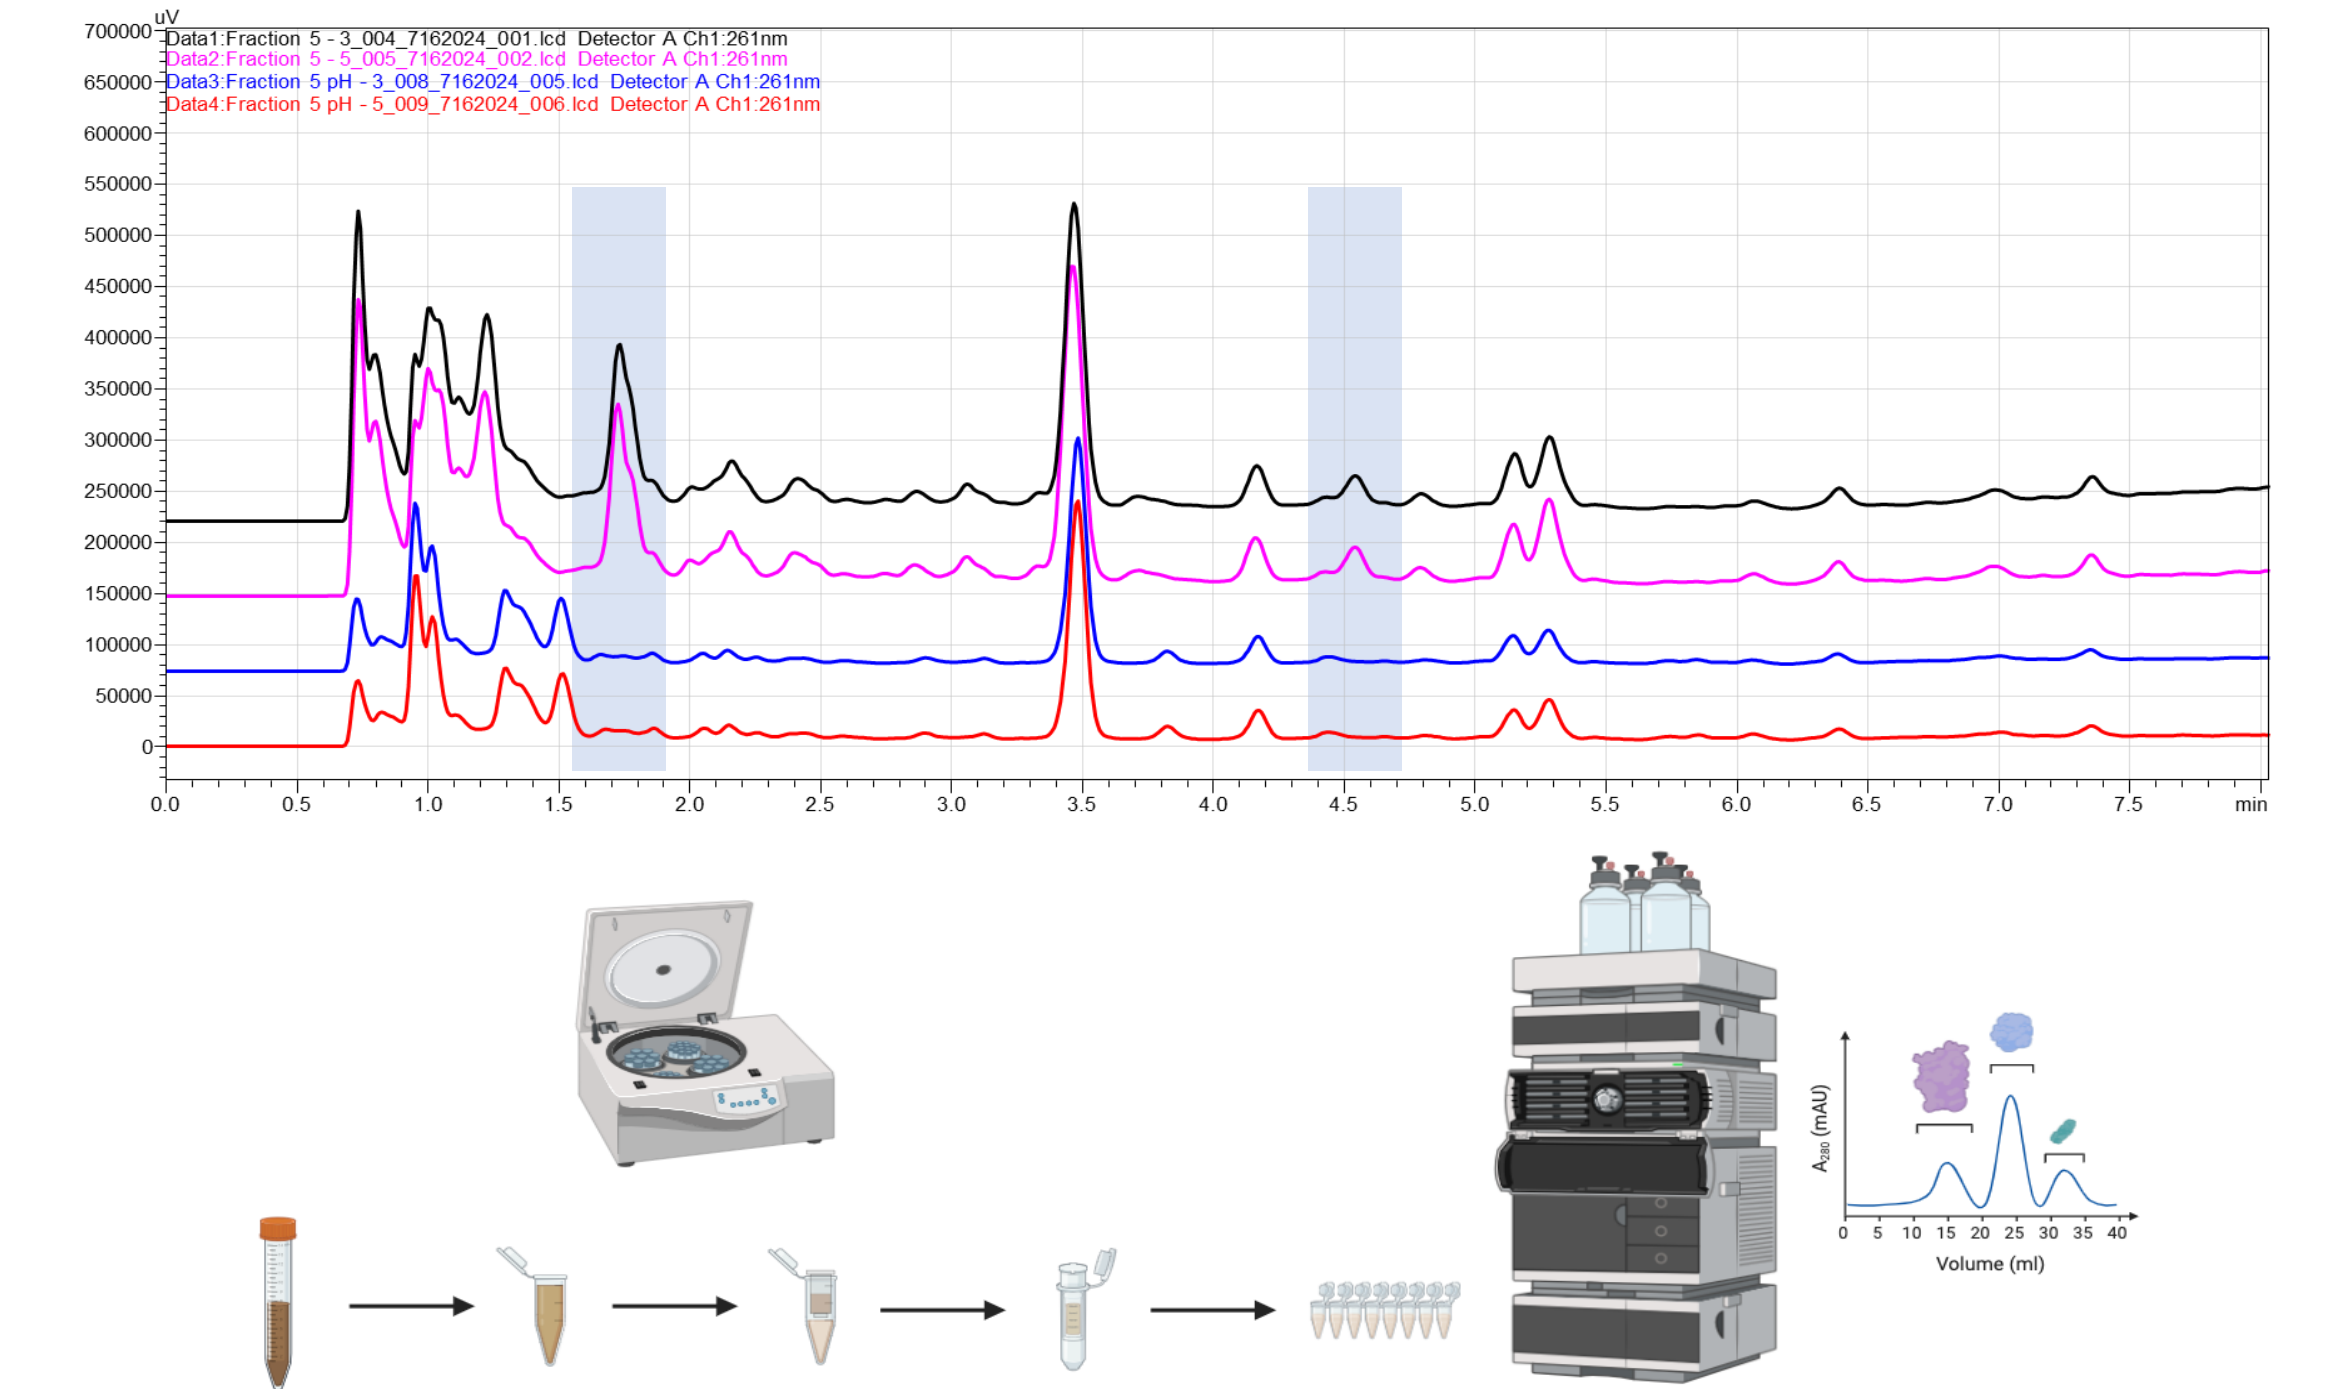 uV
700000
Data1:Fraction 5 - 3_004_7162024_001.lcd Detector A Ch1:261nm
Data2:Fraction 5 - 5_005_7162024_002.lcd Detector A Ch1:261nm
650000
Data3:Fraction 5 pH - 3_008_7162024_005.lcd Detector A Ch1:261nm
Data4:Fraction 5 pH - 5_009_7162024_006.lcd Detector A Ch1:261nm
600000
550000
500000
450000
400000
350000
300000
250000
200000
150000
100000
50000
0
0.0 0.5 1.0 1.5 2.0 2.5 3.0 3.5 4.0 4.5 5.0 5.5 6.0 6.5 7.0 7.5 min
A280 (mAU)
0 5 10 15 20 25 30 35 40
Volume (ml)